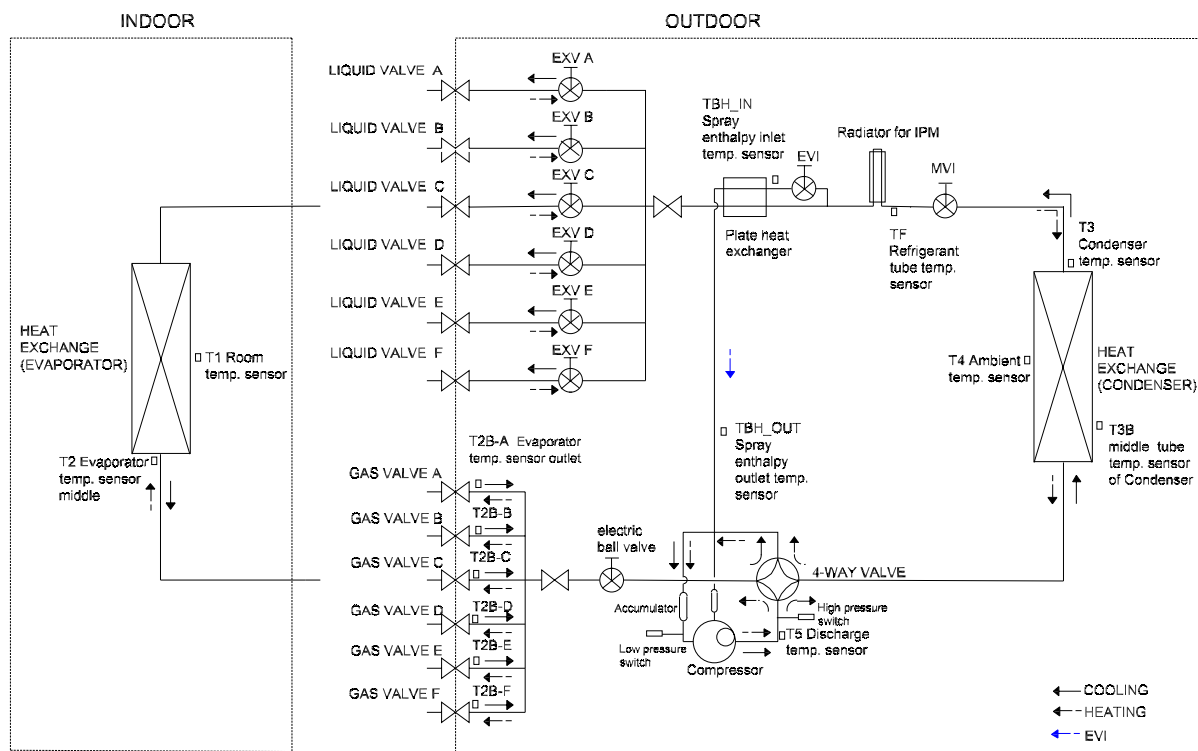 INDOOR
OUTDOOR
LIQUID VALVE A
EXV A
LIQUID VALVE B
EXV B
LIQUID VALVE C
EXV C
LIQUID VALVE D
EXV D
LIQUID VALVE E
EXV E
LIQUID VALVE F
EXV F
TBH_IN
Spray
enthalpy inlet
temp. sensor
EVI
Radiator for IPM
MVI
Plate heat
exchanger
TF
Refrigerant
tube temp.
sensor
T3
Condenser
temp. sensor
HEAT
EXCHANGE
(EVAPORATOR)
T1 Room
temp. sensor
T4 Ambient
temp. sensor
HEAT
EXCHANGE
(CONDENSER)
T2 Evaporator
temp. sensor
middle
T2B-A Evaporator
temp. sensor outlet
TBH_OUT
Spray
enthalpy
outlet temp.
sensor
T3B
middle tube
temp. sensor
of Condenser
GAS VALVE A
GAS VALVE B
T2B-B
GAS VALVE C
T2B-C
GAS VALVE D
T2B-D
GAS VALVE E
T2B-E
GAS VALVE F
T2B-F
electric
ball valve
4-WAY VALVE
Accumulator
High pressure
switch
Low pressure
switch
T5 Discharge
temp. sensor
Compressor
COOLING
HEATING
EVI